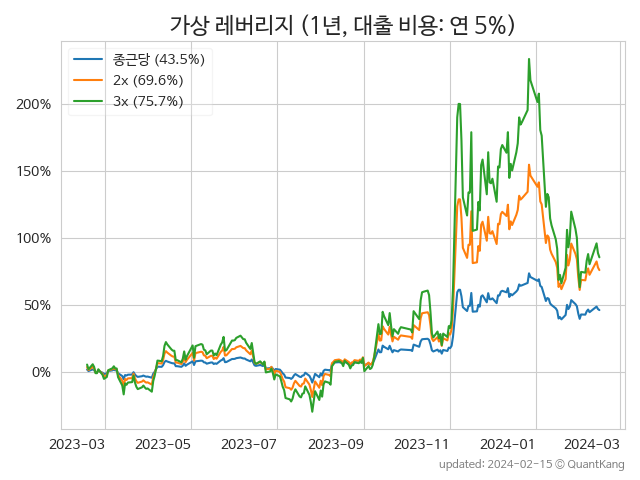 가상 레버리지 (1년, 대출 비용: 연 5%)
종근당 (43.5%)
2x (69.6%)
3x (75.7%)
200%
150%
100%
50%
0%
2023-03 2023-05 2023-07 2023-09 2023-11 2024-01 2024-03
updated: 2024-02-15 © QuantKang